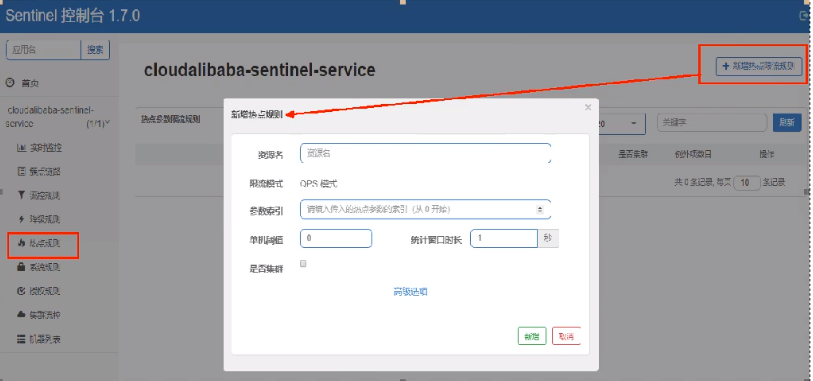 Sentinel 控制台 1.7.0
应用名 搜索
首页
cloudalibaba-sentinel-
service (1/1)
实时监控
簇点链路
流控规则
降级规则
热点规则
系统规则
授权规则
集群流控
机器列表
cloudalibaba-sentinel-service
+ 新增热点限流规则
热点参数限流规则
关键字 刷新
是否集群 例外项数目 操作
共 0 条记录, 每页 10 条记录
新增热点规则 ×
资源名 资源名
限流模式 QPS 模式
参数索引 请填入传入的热点参数的索引（从 0 开始）
单机阈值 0 统计窗口时长 1 秒
是否集群
高级选项
新增 取消